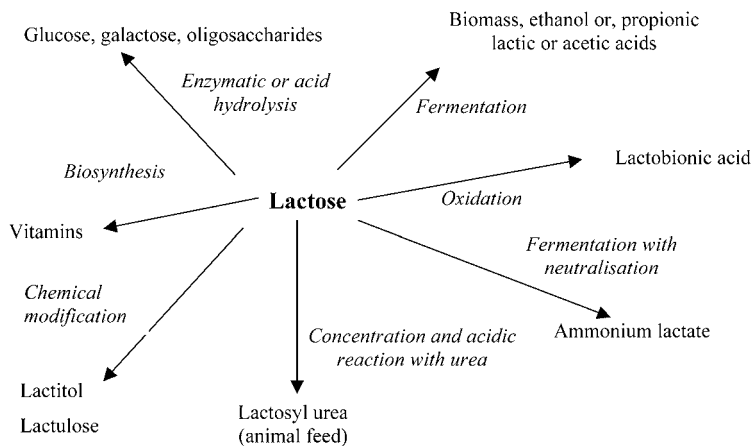 Biomass, ethanol or, propionic
lactic or acetic acids
Glucose, galactose, oligosaccharides
Enzymatic or acid
hydrolysis
Fermentation
Lactobionic acid
Biosynthesis
Lactose
Oxidation
Vitamins
Fermentation with
neutralisation
Chemical
modification
Concentration and acidic
reaction with urea
Ammonium lactate
Lactitol
Lactulose
Lactosyl urea
(animal feed)